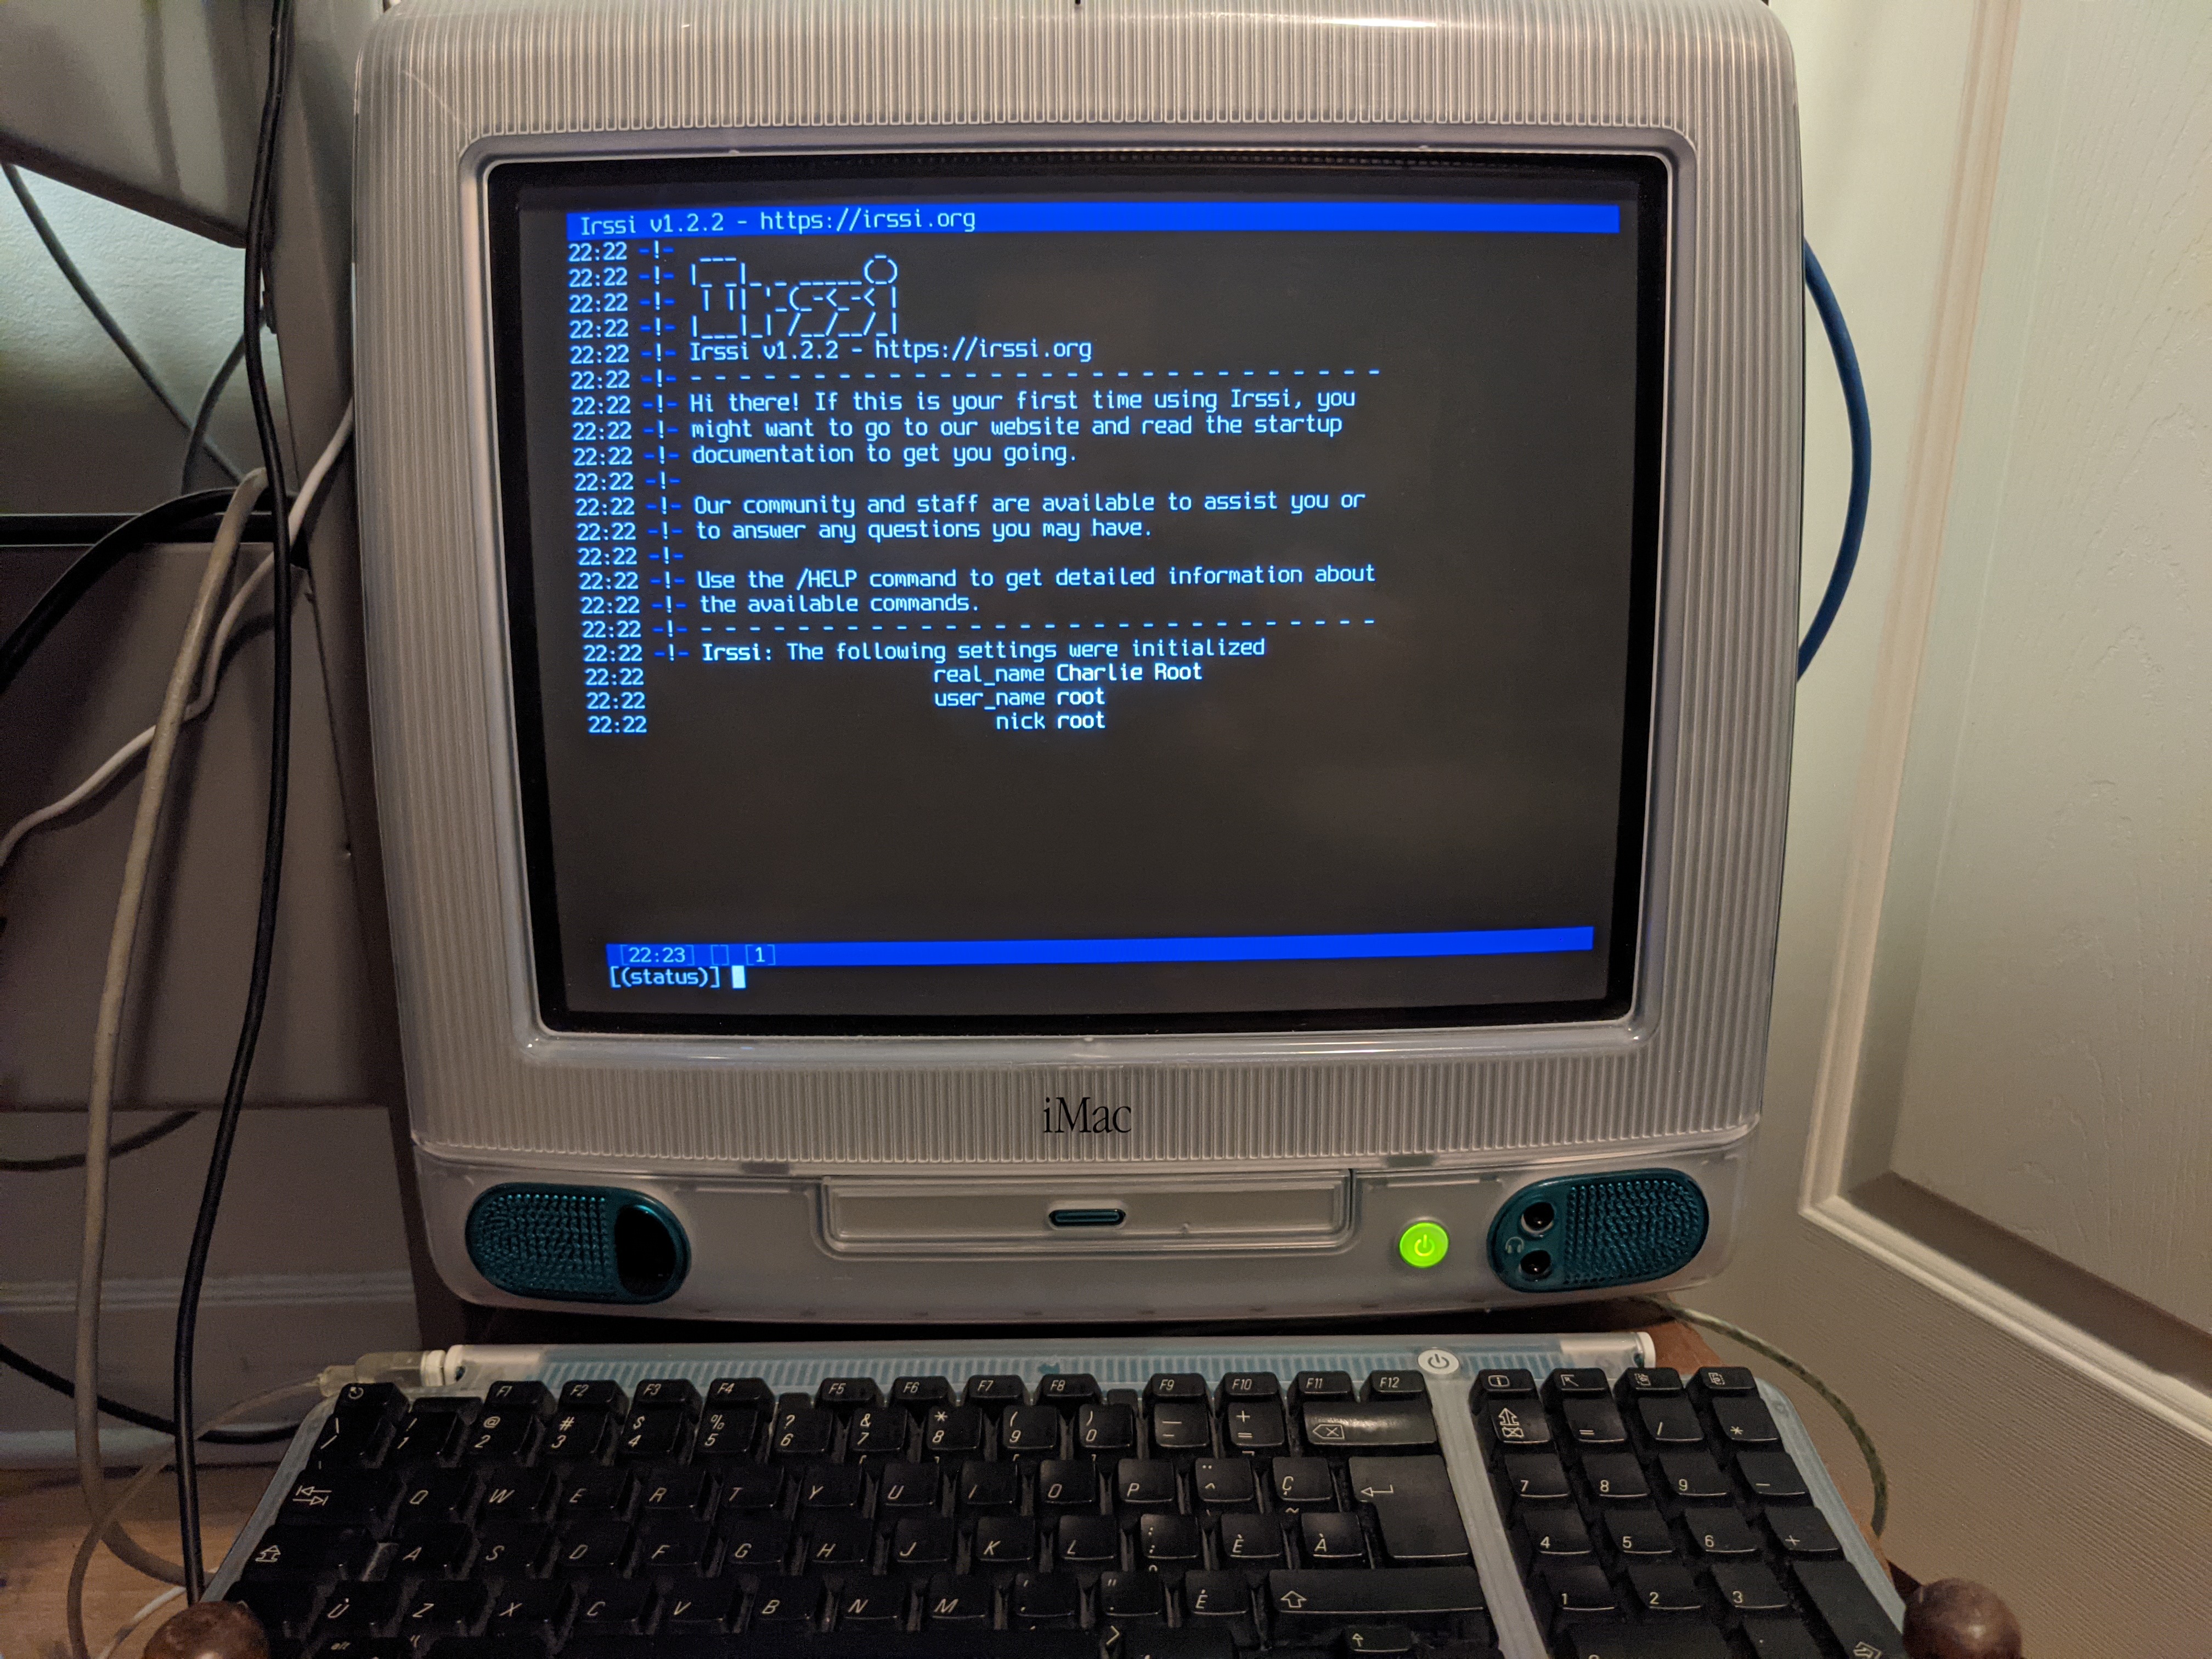 Irssi v1.2.2 - https://irssi.org
22:22 -!-  ___           _
22:22 -!- |_ _|_ _ _____(_)
22:22 -!-  | || '_(_-<_-< |
22:22 -!- |___|_| /__/__/_|
22:22 -!- Irssi v1.2.2 - https://irssi.org
22:22 -!- - - - - - - - - - - - - - - - - - - - - - - - - - - - -
22:22 -!- Hi there! If this is your first time using Irssi, you
22:22 -!- might want to go to our website and read the startup
22:22 -!- documentation to get you going.
22:22 -!-
22:22 -!- Our community and staff are available to assist you or
22:22 -!- to answer any questions you may have.
22:22 -!-
22:22 -!- Use the /HELP command to get detailed information about
22:22 -!- the available commands.
22:22 -!- - - - - - - - - - - - - - - - - - - - - - - - - - - - -
22:22 -!- Irssi: The following settings were initialized
22:22 real_name Charlie Root
22:22 user_name root
22:22 nick root
[22:23] [] [1]
[(status)]
iMac
F1 F2 F3 F4 F5 F6 F7 F8 F9 F10 F11 F12
\ ! @ # $ % ? & * ( ) _ +
/ 1 2 3 4 5 6 7 8 9 0 - = = / *
Q W E R T Y U I O P ¨ ^ Ç 7 8 9 -
A S D F G H J K L : ; È À 4 5 6 +
Ù Z X C V B N M ' , " . É 1 2 3
alt